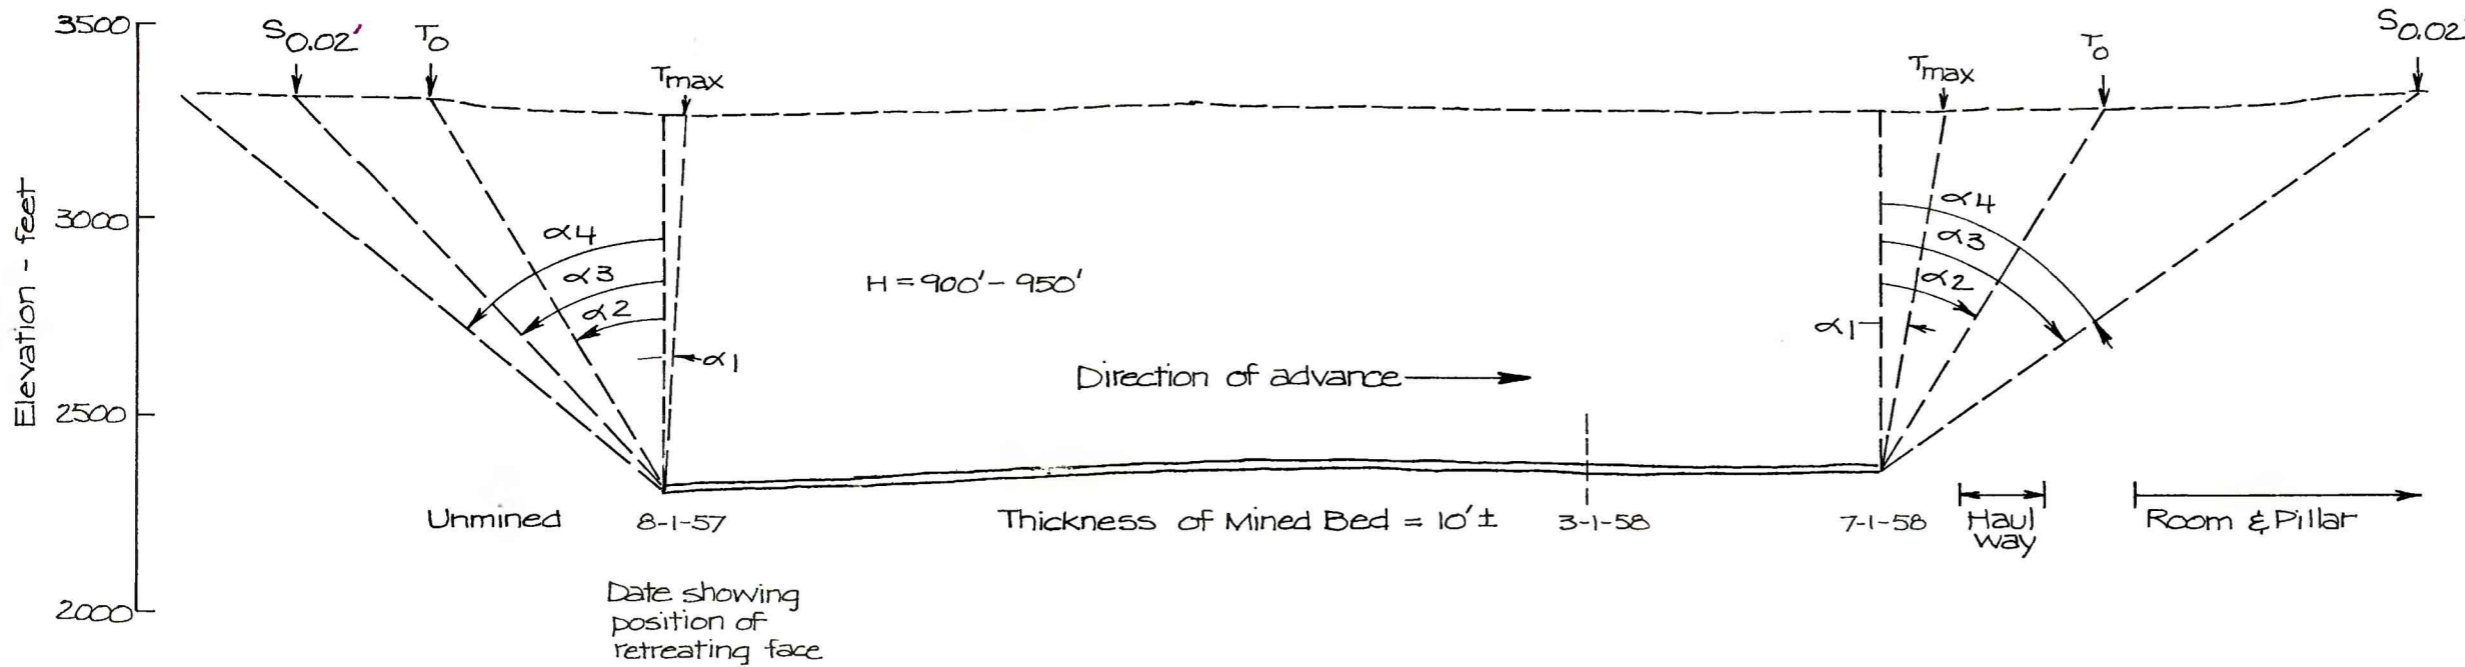 3500
3000
2500
2000
Elevation - feet
S0.02'
T0
Tmax
Tmax
T0
S0.02'
α4
α3
α2
α1
H = 900' - 950'
Direction of advance
α4
α3
α2
α1
Unmined
8-1-57
Thickness of Mined Bed = 10'±
3-1-58
7-1-58
Haul
way
Room & Pillar
Date showing
position of
retreating face